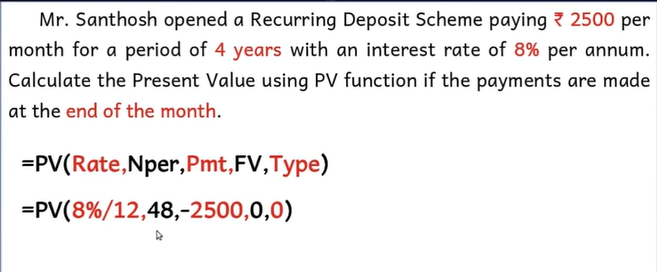 Mr. Santhosh opened a Recurring Deposit Scheme paying ₹ 2500 per
month for a period of 4 years with an interest rate of 8% per annum.
Calculate the Present Value using PV function if the payments are made
at the end of the month.
=PV(Rate,Nper,Pmt,FV,Type)
=PV(8%/12,48,-2500,0,0)